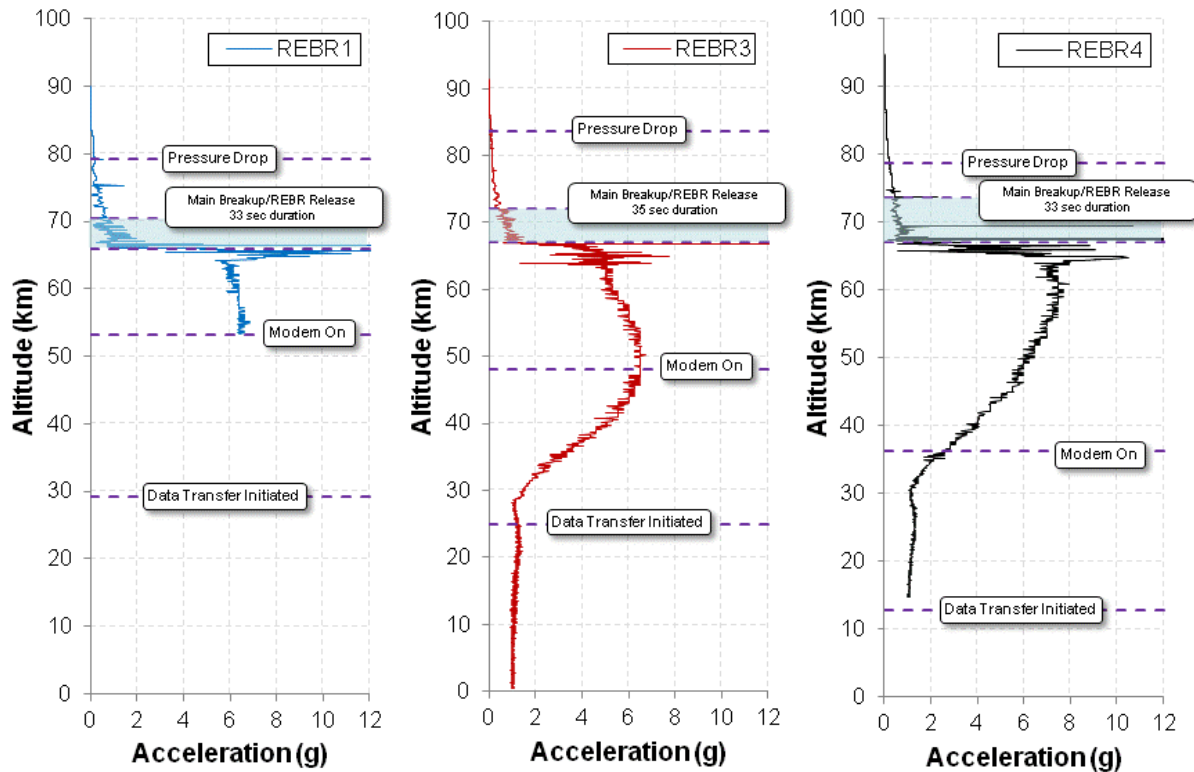 REBR1
100
90
80
70
60
50
40
30
20
10
0
Pressure Drop
Main Breakup/REBR Release
33 sec duration
Modem On
Data Transfer Initiated
Altitude (km)
0 2 4 6 8 10 12
Acceleration (g)
REBR3
100
90
80
70
60
50
40
30
20
10
0
Pressure Drop
Main Breakup/REBR Release
35 sec duration
Modem On
Data Transfer Initiated
Altitude (km)
0 2 4 6 8 10 12
Acceleration (g)
REBR4
100
90
80
70
60
50
40
30
20
10
0
Pressure Drop
Main Breakup/REBR Release
33 sec duration
Modem On
Data Transfer Initiated
Altitude (km)
0 2 4 6 8 10 12
Acceleration (g)